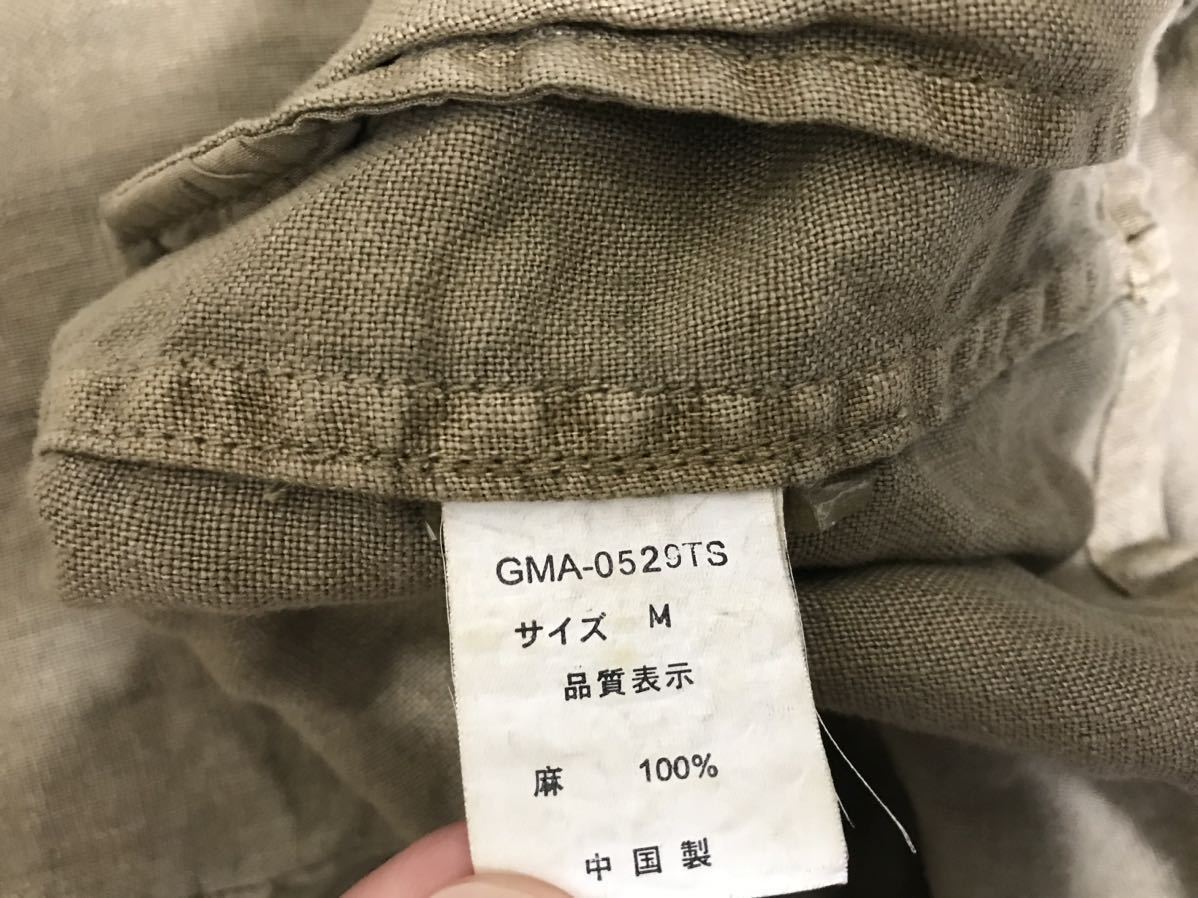 GMA-0529TS
サイズ M
品質表示
麻 100%
中国製